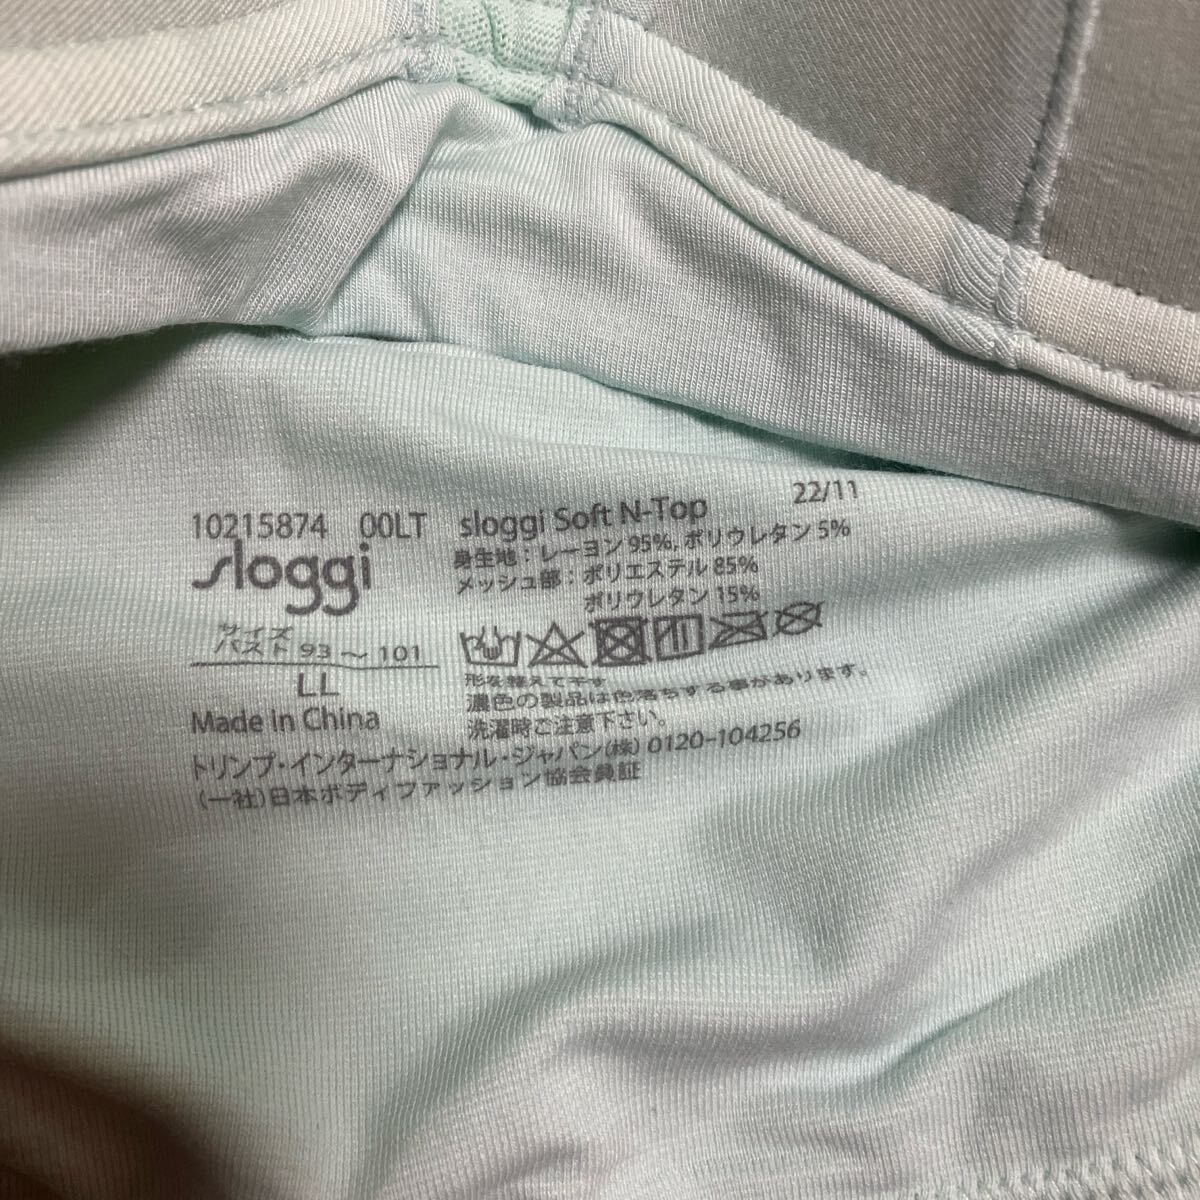 10215874 00LT sloggi Soft N-Top 22/11
sloggi
身生地:レーヨン 95%, ポリウレタン 5%
メッシュ部:ポリエステル 85%
ポリウレタン 15%
サイズ
バスト 93 ～ 101
LL
Made in China
形を整えて干す
濃色の製品は色落ちする事があります。
洗濯時ご注意下さい。
トリンプ･インターナショナル･ジャパン(株) 0120-104256
(一社)日本ボディファッション協会員証